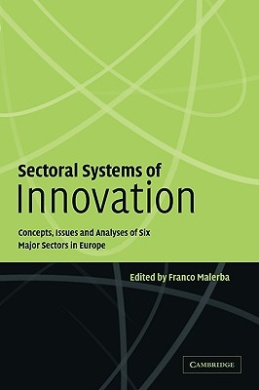 Sectoral Systems of
Innovation
Concepts, Issues and Analyses of Six
Major Sectors in Europe
Edited by Franco Malerba
CAMBRIDGE